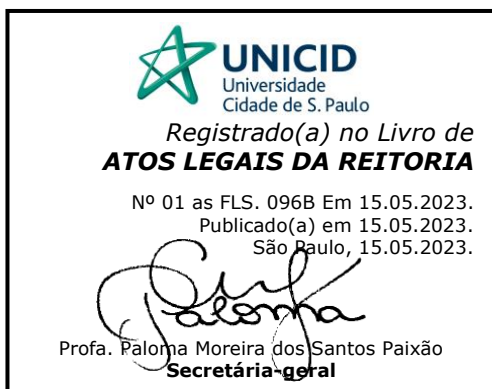 UNICID
Universidade
Cidade de S. Paulo
Registrado(a) no Livro de
ATOS LEGAIS DA REITORIA
Nº 01 as FLS. 096B Em 15.05.2023.
Publicado(a) em 15.05.2023.
São Paulo, 15.05.2023.
Paloma
Profa. Paloma Moreira dos Santos Paixão
Secretária-geral